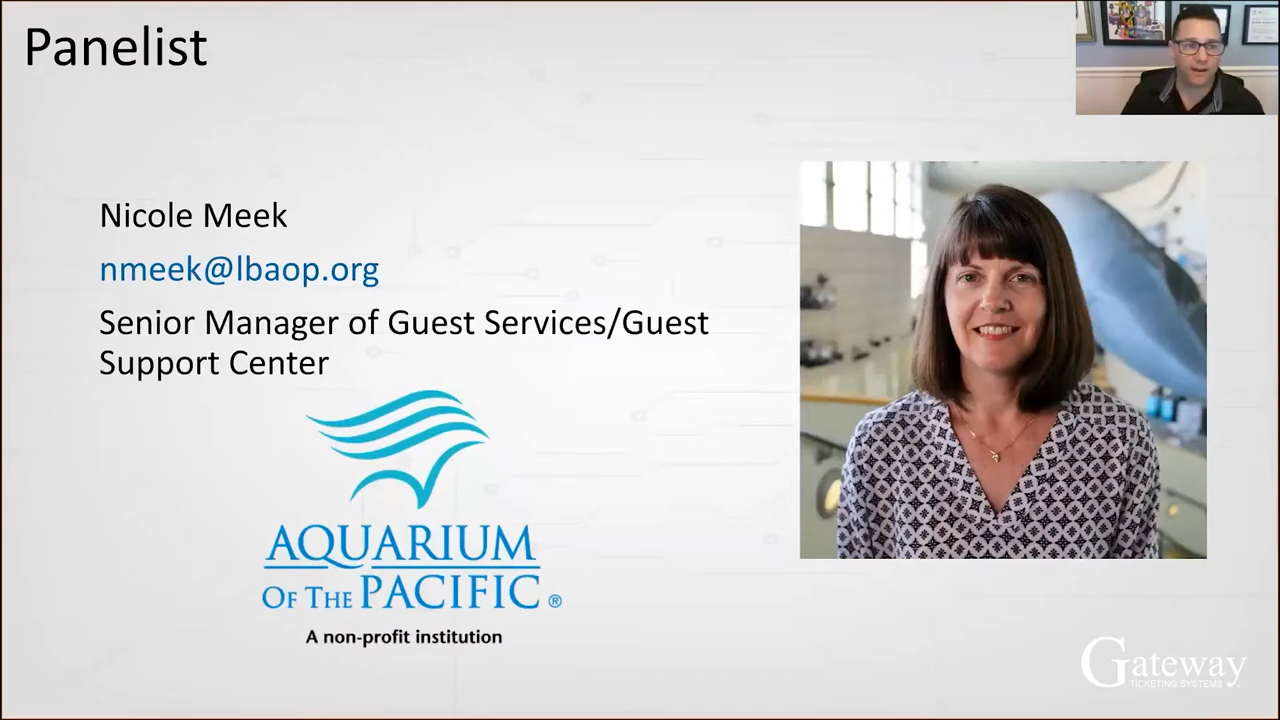 Panelist
Nicole Meek
nmeek@lbaop.org
Senior Manager of Guest Services/Guest
Support Center
AQUARIUM
OF THE PACIFIC ®
A non-profit institution
Gateway
TICKETING SYSTEMS